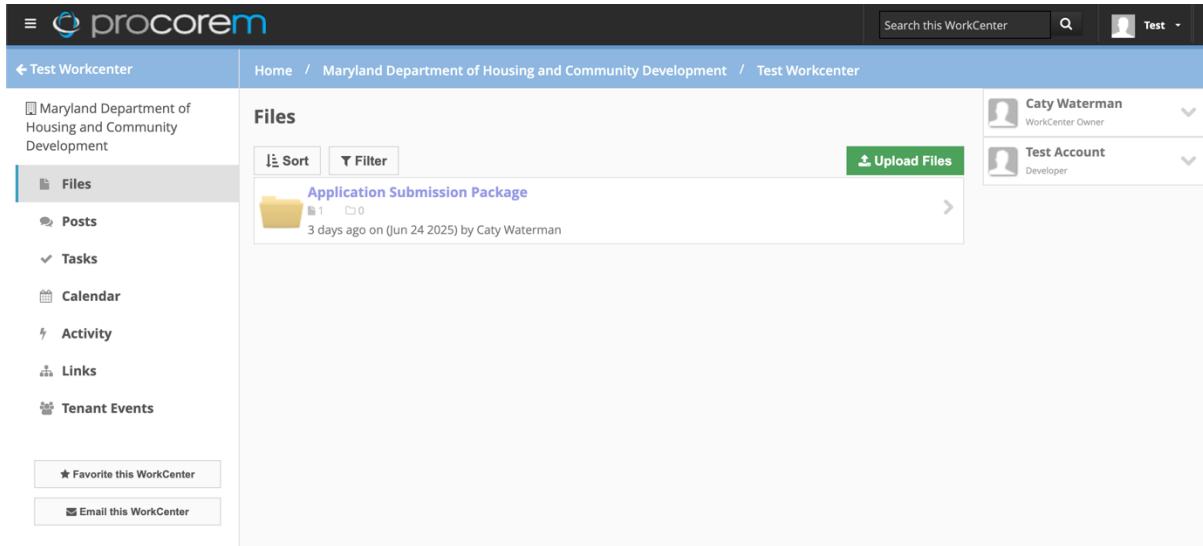 procorem
Search this WorkCenter
Test
Test Workcenter
Home / Maryland Department of Housing and Community Development / Test Workcenter
Maryland Department of
Housing and Community
Development
Files
Posts
Tasks
Calendar
Activity
Links
Tenant Events
Favorite this WorkCenter
Email this WorkCenter
Files
Sort
Filter
Upload Files
Application Submission Package
1 0
3 days ago on (Jun 24 2025) by Caty Waterman
Caty Waterman
WorkCenter Owner
Test Account
Developer